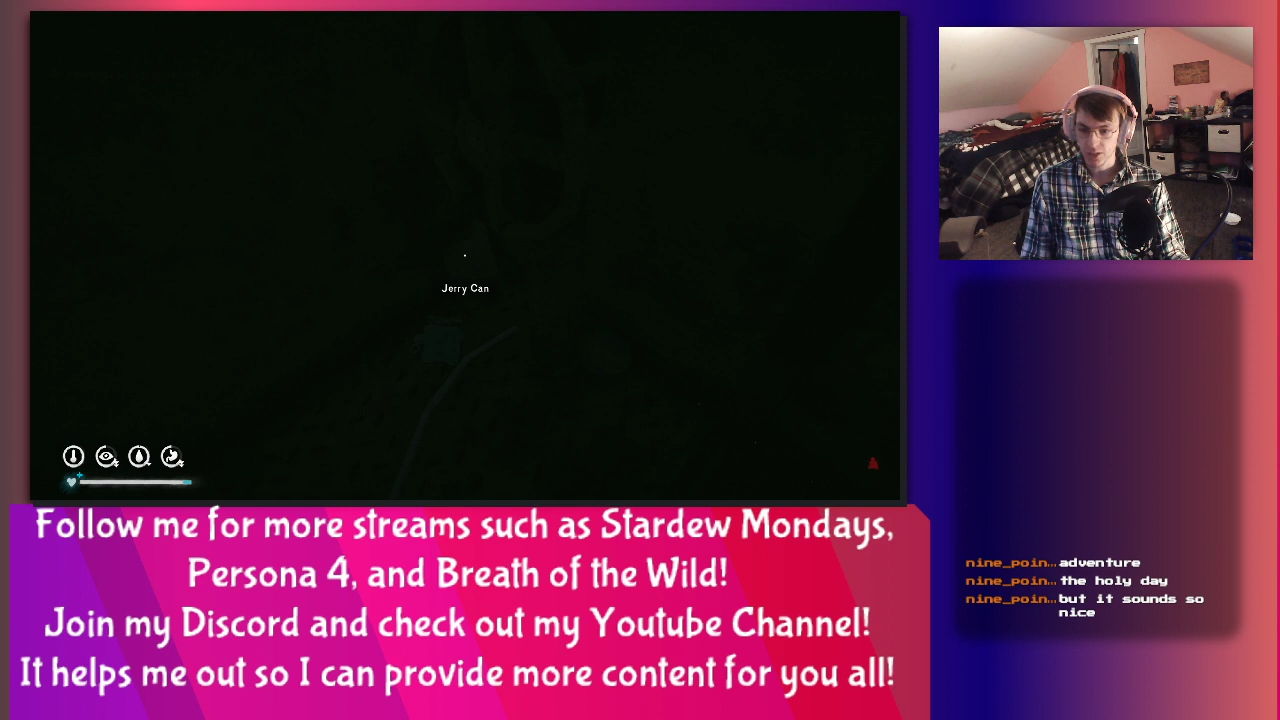 Jerry Can
Follow me for more streams such as Stardew Mondays,
Persona 4, and Breath of the Wild!
Join my Discord and check out my Youtube Channel!
It helps me out so I can provide more content for you all!
nine_poin… adventure
nine_poin… the holy day
nine_poin… but it sounds so
nice